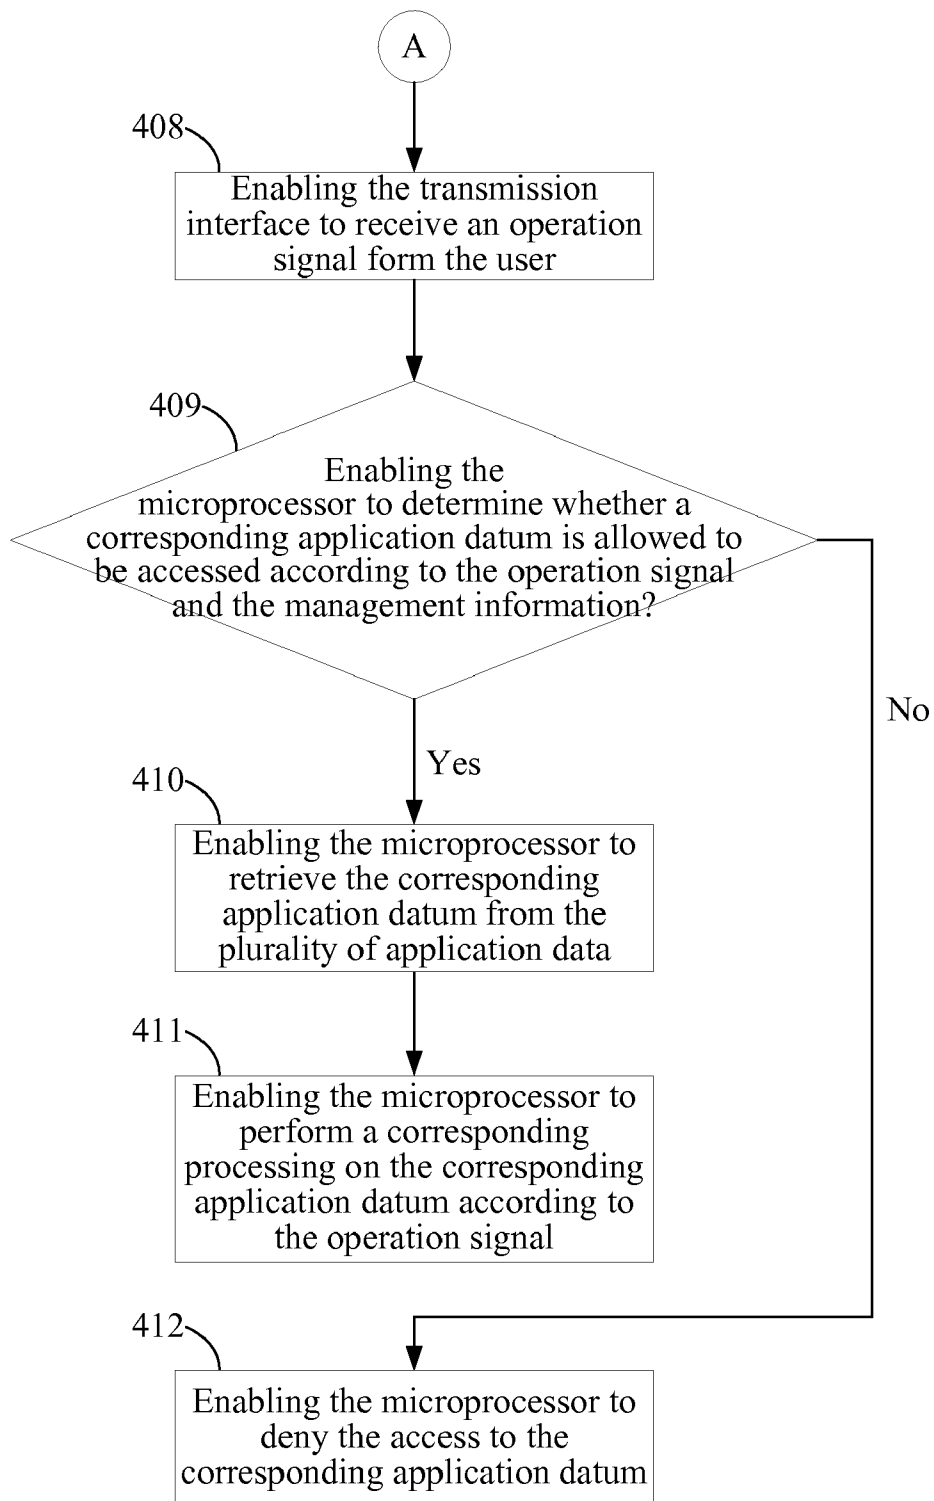 A
408
Enabling the transmission
interface to receive an operation
signal form the user
409
Enabling the
microprocessor to determine whether a
corresponding application datum is allowed to
be accessed according to the operation signal
and the management information?
No
Yes
410
Enabling the microprocessor to
retrieve the corresponding
application datum from the
plurality of application data
411
Enabling the microprocessor to
perform a corresponding
processing on the corresponding
application datum according to
the operation signal
412
Enabling the microprocessor to
deny the access to the
corresponding application datum